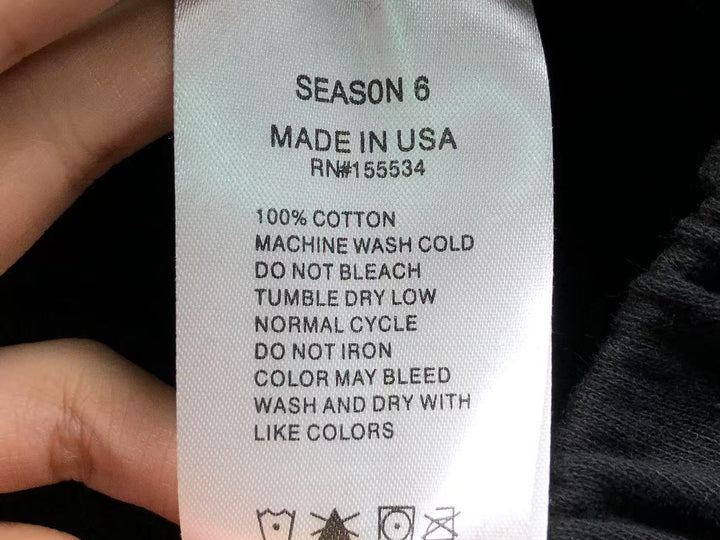 SEASON 6
MADE IN USA
RN#155534
100% COTTON
MACHINE WASH COLD
DO NOT BLEACH
TUMBLE DRY LOW
NORMAL CYCLE
DO NOT IRON
COLOR MAY BLEED
WASH AND DRY WITH
LIKE COLORS